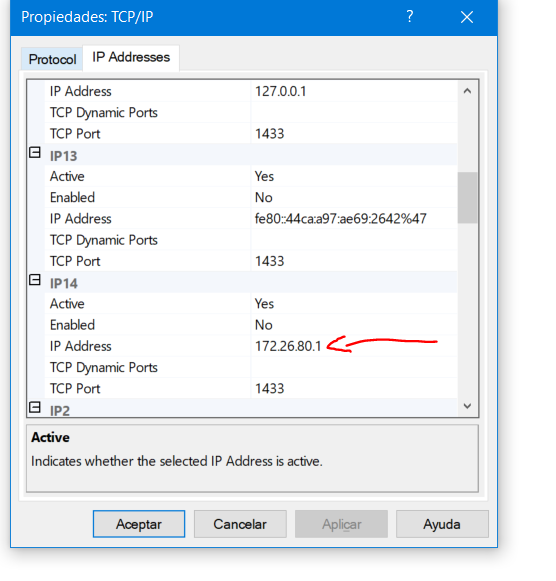 Propiedades: TCP/IP ?
Protocol IP Addresses
IP Address 127.0.0.1
TCP Dynamic Ports
TCP Port 1433
IP13
Active Yes
Enabled No
IP Address fe80::44ca:a97:ae69:2642%47
TCP Dynamic Ports
TCP Port 1433
IP14
Active Yes
Enabled No
IP Address 172.26.80.1
TCP Dynamic Ports
TCP Port 1433
IP2
Active
Indicates whether the selected IP Address is active.
Aceptar Cancelar Aplicar Ayuda